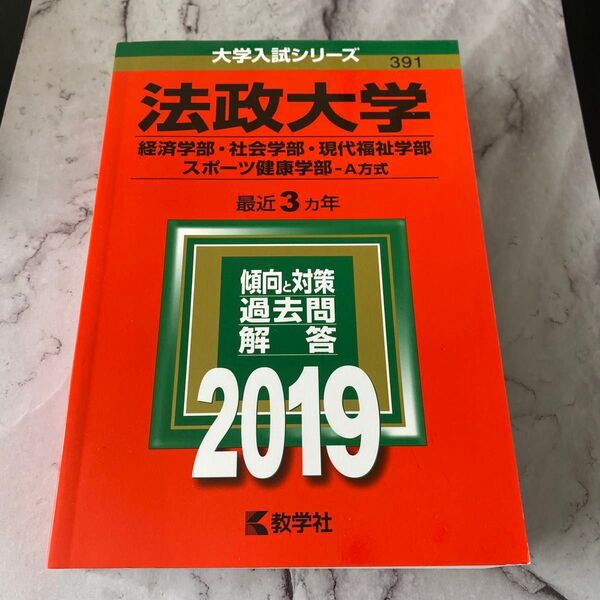 大学入試シリーズ
391
法政大学
経済学部・社会学部・現代福祉学部
スポーツ健康学部-A方式
最近3カ年
傾向と対策
過去問
解答
2019
教学社